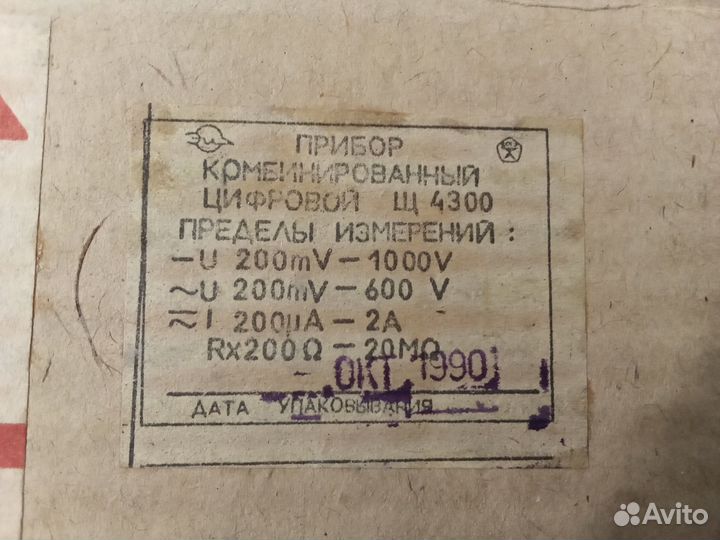 ПРИБОР
КОМБИНИРОВАННЫЙ
ЦИФРОВОЙ Щ 4300
ПРЕДЕЛЫ ИЗМЕРЕНИЙ :
—U 200mV—1000V
~U 200mV—600 V
≂ I 200μA—2A
Rx200Ω—20MΩ
ОКТ. 1990
ДАТА УПАКОВЫВАНИЯ
Avito